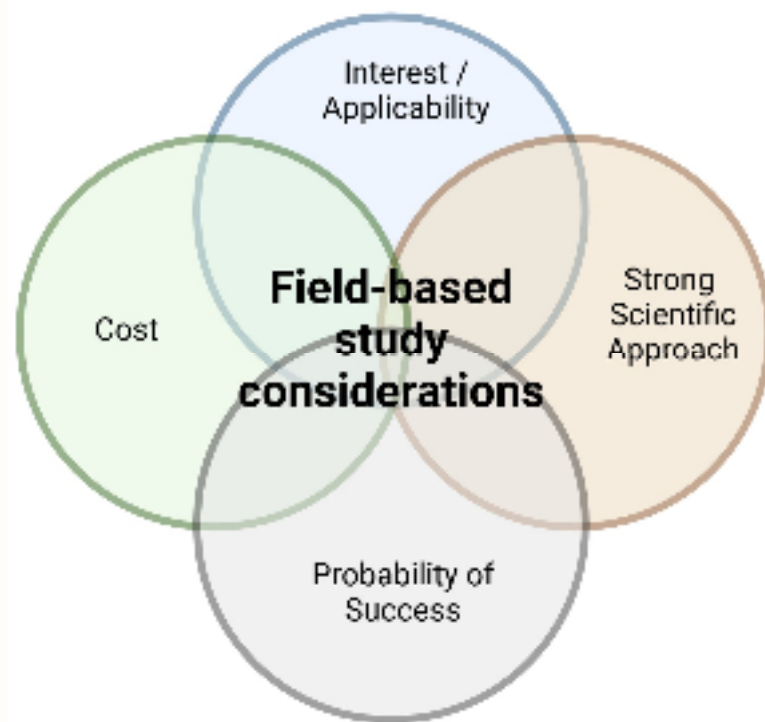 Interest /
Applicability
Cost
Field-based
study
considerations
Strong
Scientific
Approach
Probability of
Success